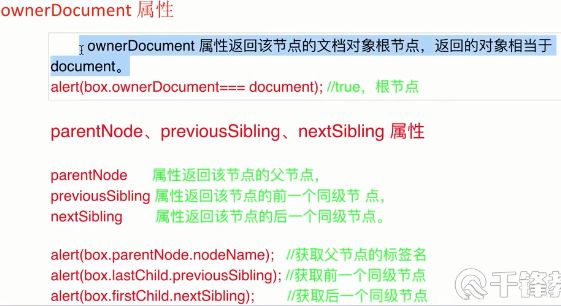 ownerDocument 属性
ownerDocument 属性返回该节点的文档对象根节点，返回的对象相当于
document。
alert(box.ownerDocument=== document); //true，根节点
parentNode、previousSibling、nextSibling 属性
parentNode 属性返回该节点的父节点，
previousSibling 属性返回该节点的前一个同级节 点，
nextSibling 属性返回该节点的后一个同级节点。
alert(box.parentNode.nodeName); //获取父节点的标签名
alert(box.lastChild.previousSibling); //获取前一个同级节点
alert(box.firstChild.nextSibling); //获取后一个同级节点
千锋教